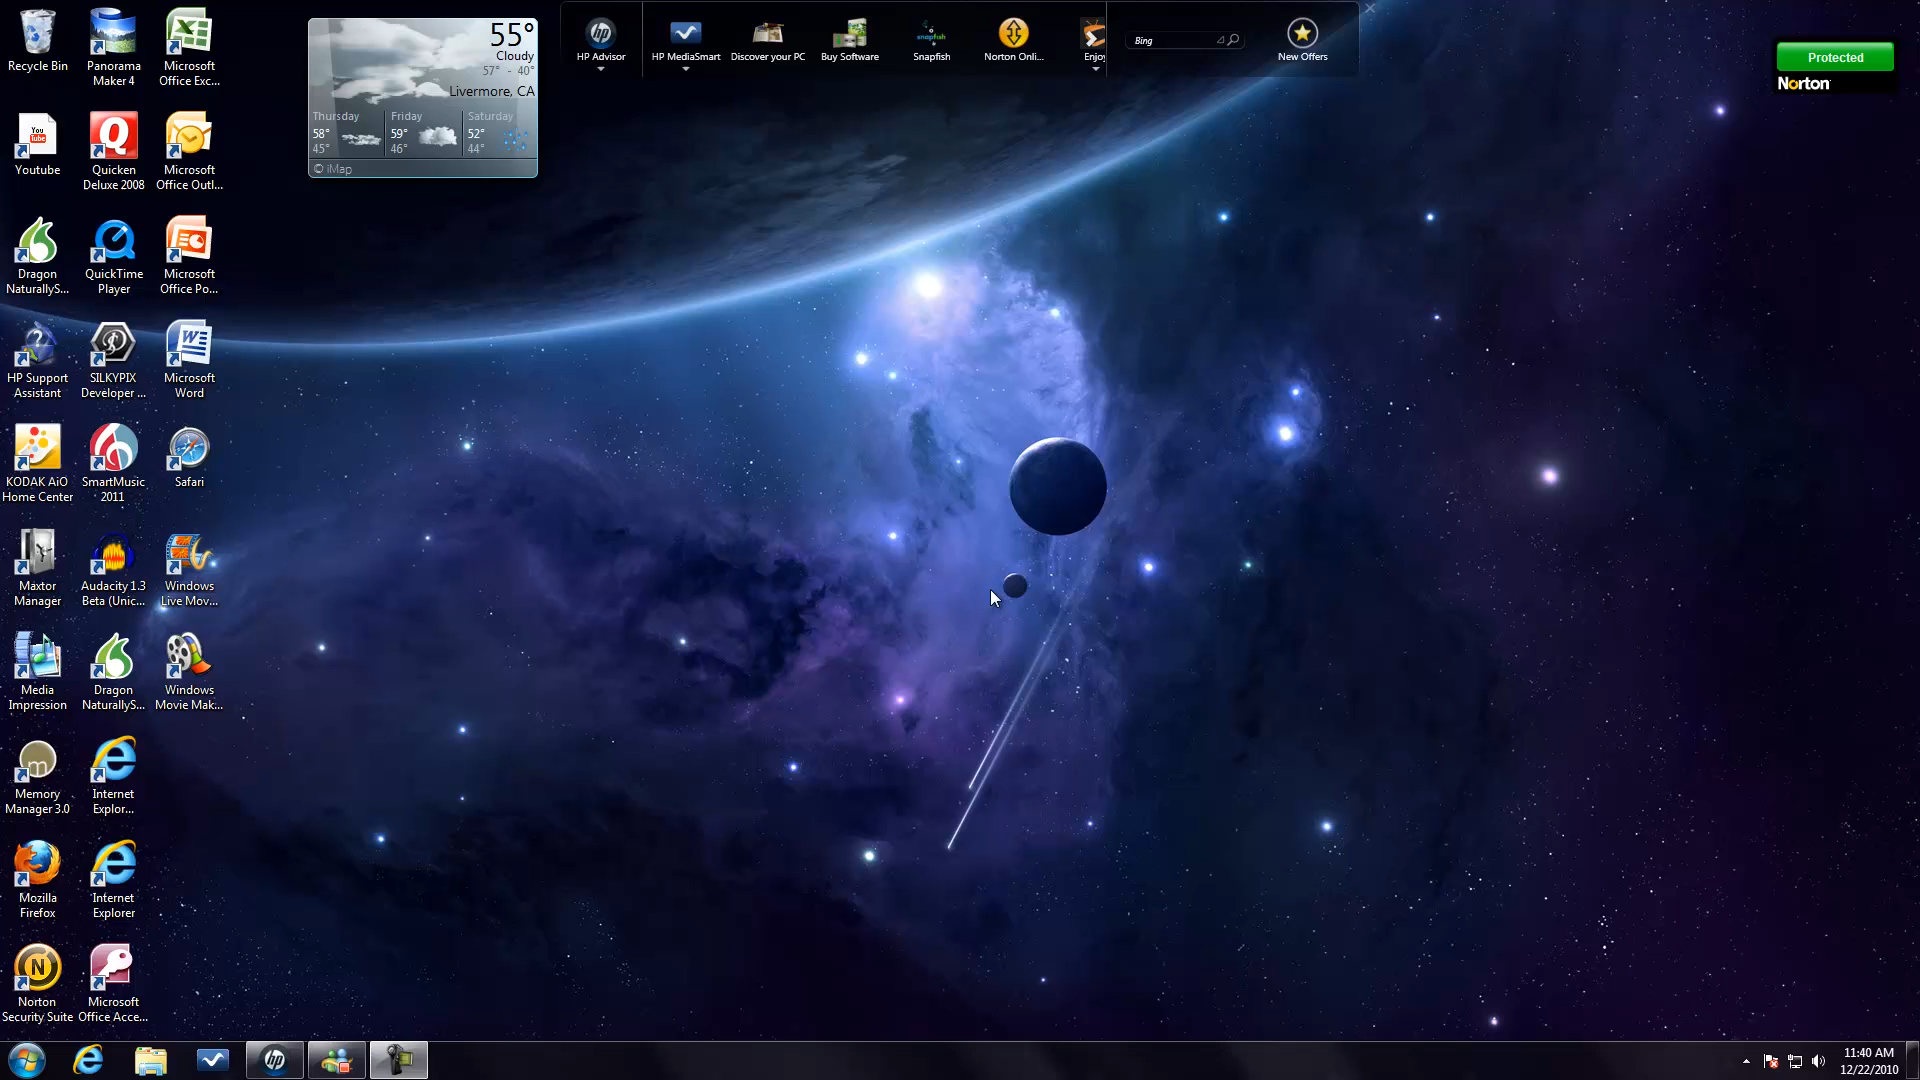 Recycle Bin
Panorama
Maker 4
Microsoft
Office Exc...
Youtube
Quicken
Deluxe 2008
Microsoft
Office Outl...
Dragon
NaturallyS...
QuickTime
Player
Microsoft
Office Po...
HP Support
Assistant
SILKYPIX
Developer ...
Microsoft
Word
KODAK AiO
Home Center
SmartMusic
2011
Safari
Maxtor
Manager
Audacity 1.3
Beta (Unic...
Windows
Live Mov...
Media
Impression
Dragon
NaturallyS...
Windows
Movie Mak...
Memory
Manager 3.0
Internet
Explor...
Mozilla
Firefox
Internet
Explorer
Norton
Security Suite
Microsoft
Office Acce...
55°
Cloudy
57° - 40°
Livermore, CA
Thursday
58°
45°
Friday
59°
46°
Saturday
52°
44°
© iMap
HP Advisor
HP MediaSmart
Discover your PC
Buy Software
snapfish
Snapfish
Norton Onli...
Enjoy
Bing
New Offers
Protected
Norton
You
Tube
hp
11:40 AM
12/22/2010